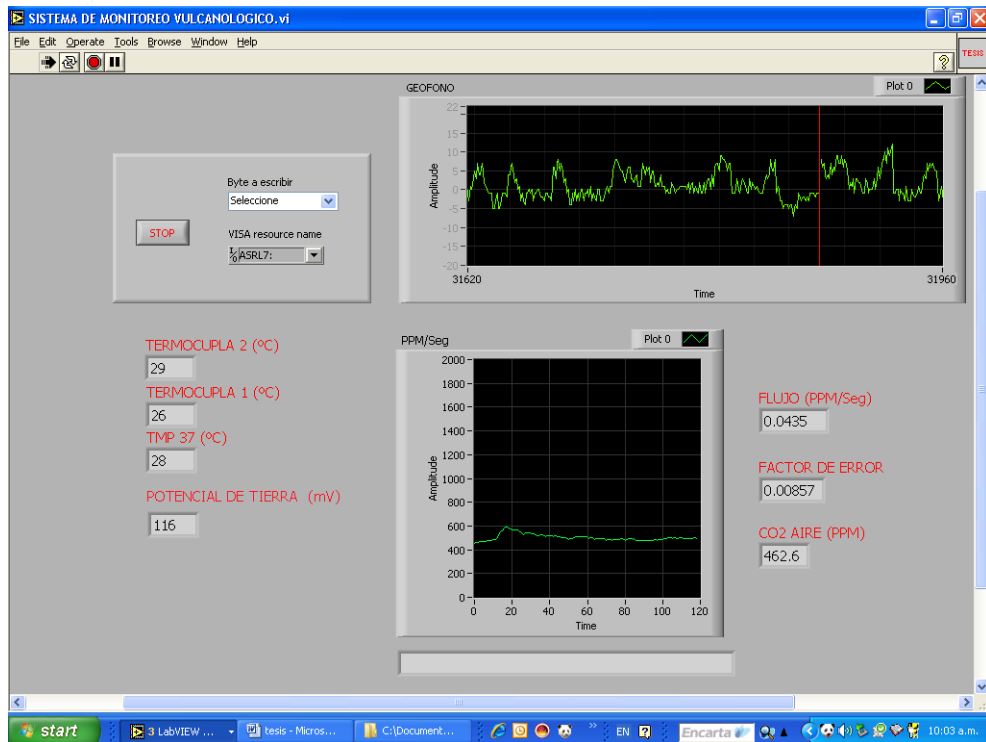 SISTEMA DE MONITOREO VULCANOLOGICO.vi
File Edit Operate Tools Browse Window Help
TESIS
GEOFONO
Plot 0
Amplitude
22
15
10
5
0
-5
-10
-15
-20
31620
31960
Time
Byte a escribir
Seleccione
STOP
VISA resource name
ASRL7:
TERMOCUPLA 2 (ºC)
29
TERMOCUPLA 1 (ºC)
26
TMP 37 (ºC)
28
POTENCIAL DE TIERRA (mV)
116
PPM/Seg
Plot 0
Amplitude
2000
1800
1600
1400
1200
1000
800
600
400
200
0
0 20 40 60 80 100 120
Time
FLUJO (PPM/Seg)
0.0435
FACTOR DE ERROR
0.00857
CO2 AIRE (PPM)
462.6
start
3 LabVIEW ...
tesis - Micros...
C:\Document...
EN
Encarta
10:03 a.m.